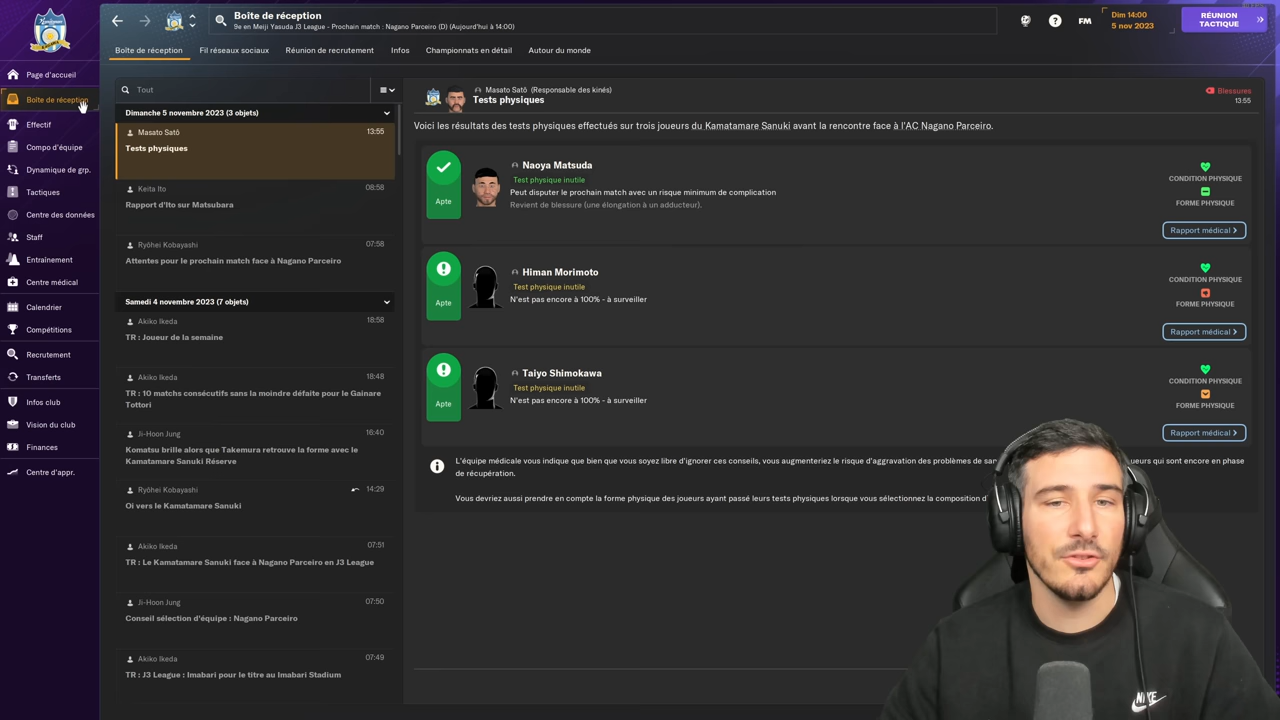 Boîte de réception
9e en Meiji Yasuda J3 League - Prochain match : Nagano Parceiro (D) (Aujourd'hui à 14:00)
FM
Dim 14:00
5 nov 2023
RÉUNION
TACTIQUE
Boîte de réception
Fil réseaux sociaux
Réunion de recrutement
Infos
Championnats en détail
Autour du monde
Page d'accueil
Boîte de réception
Effectif
Compo d'équipe
Dynamique de grp.
Tactiques
Centre des données
Staff
Entraînement
Centre médical
Calendrier
Compétitions
Recrutement
Transferts
Infos club
Vision du club
Finances
Centre d'appr.
Tout
Dimanche 5 novembre 2023 (3 objets)
Masato Satô 13:55
Tests physiques
Keita Ito 08:58
Rapport d'Ito sur Matsubara
Ryôhei Kobayashi 07:58
Attentes pour le prochain match face à Nagano Parceiro
Samedi 4 novembre 2023 (7 objets)
Akiko Ikeda 18:58
TR : Joueur de la semaine
Akiko Ikeda 18:48
TR : 10 matchs consécutifs sans la moindre défaite pour le Gainare
Tottori
Ji-Hoon Jung 16:40
Komatsu brille alors que Takemura retrouve la forme avec le
Kamatamare Sanuki Réserve
Ryôhei Kobayashi 14:29
Oi vers le Kamatamare Sanuki
Akiko Ikeda 07:51
TR : Le Kamatamare Sanuki face à Nagano Parceiro en J3 League
Ji-Hoon Jung 07:50
Conseil sélection d'équipe : Nagano Parceiro
Akiko Ikeda 07:49
TR : J3 League : Imabari pour le titre au Imabari Stadium
Masato Satô (Responsable des kinés)
Tests physiques
Blessures
13:55
Voici les résultats des tests physiques effectués sur trois joueurs du Kamatamare Sanuki avant la rencontre face à l'AC Nagano Parceiro.
Apte
Naoya Matsuda
Test physique inutile
Peut disputer le prochain match avec un risque minimum de complication
Revient de blessure (une élongation à un adducteur).
CONDITION PHYSIQUE
FORME PHYSIQUE
Rapport médical
Apte
Himan Morimoto
Test physique inutile
N'est pas encore à 100% - à surveiller
CONDITION PHYSIQUE
FORME PHYSIQUE
Rapport médical
Apte
Taiyo Shimokawa
Test physique inutile
N'est pas encore à 100% - à surveiller
CONDITION PHYSIQUE
FORME PHYSIQUE
Rapport médical
L'équipe médicale vous indique que bien que vous soyez libre d'ignorer ces conseils, vous augmenteriez le risque d'aggravation des problèmes de qui sont encore en phase
de récupération.
Vous devriez aussi prendre en compte la forme physique des joueurs ayant passé leurs tests physiques lorsque vous sélectionnez la composition
NIKE